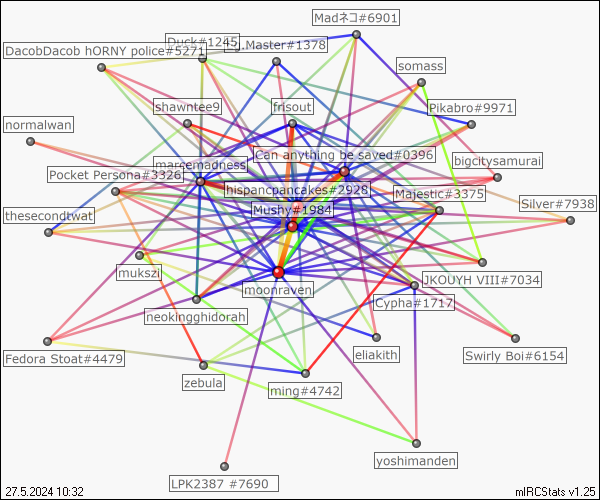 Madネコ#6901
Duck#1245
.Master#1378
DacobDacob hORNY police#5271
somass
shawntee9
frisout
Pikabro#9971
normalwan
Can anything be saved#0396
marcemadness
bigcitysamurai
Pocket Persona#3326
hispancpancakes#2928
Majestic#3375
Silver#7938
Mushy#1984
thesecondtwat
mukszi
JKOUYH VIII#7034
moonraven
Cypha#1717
neokingghidorah
Fedora Stoat#4479
eliakith
Swirly Boi#6154
zebula
ming#4742
yoshimanden
LPK2387 #7690
27.5.2024 10:32
mIRCStats v1.25